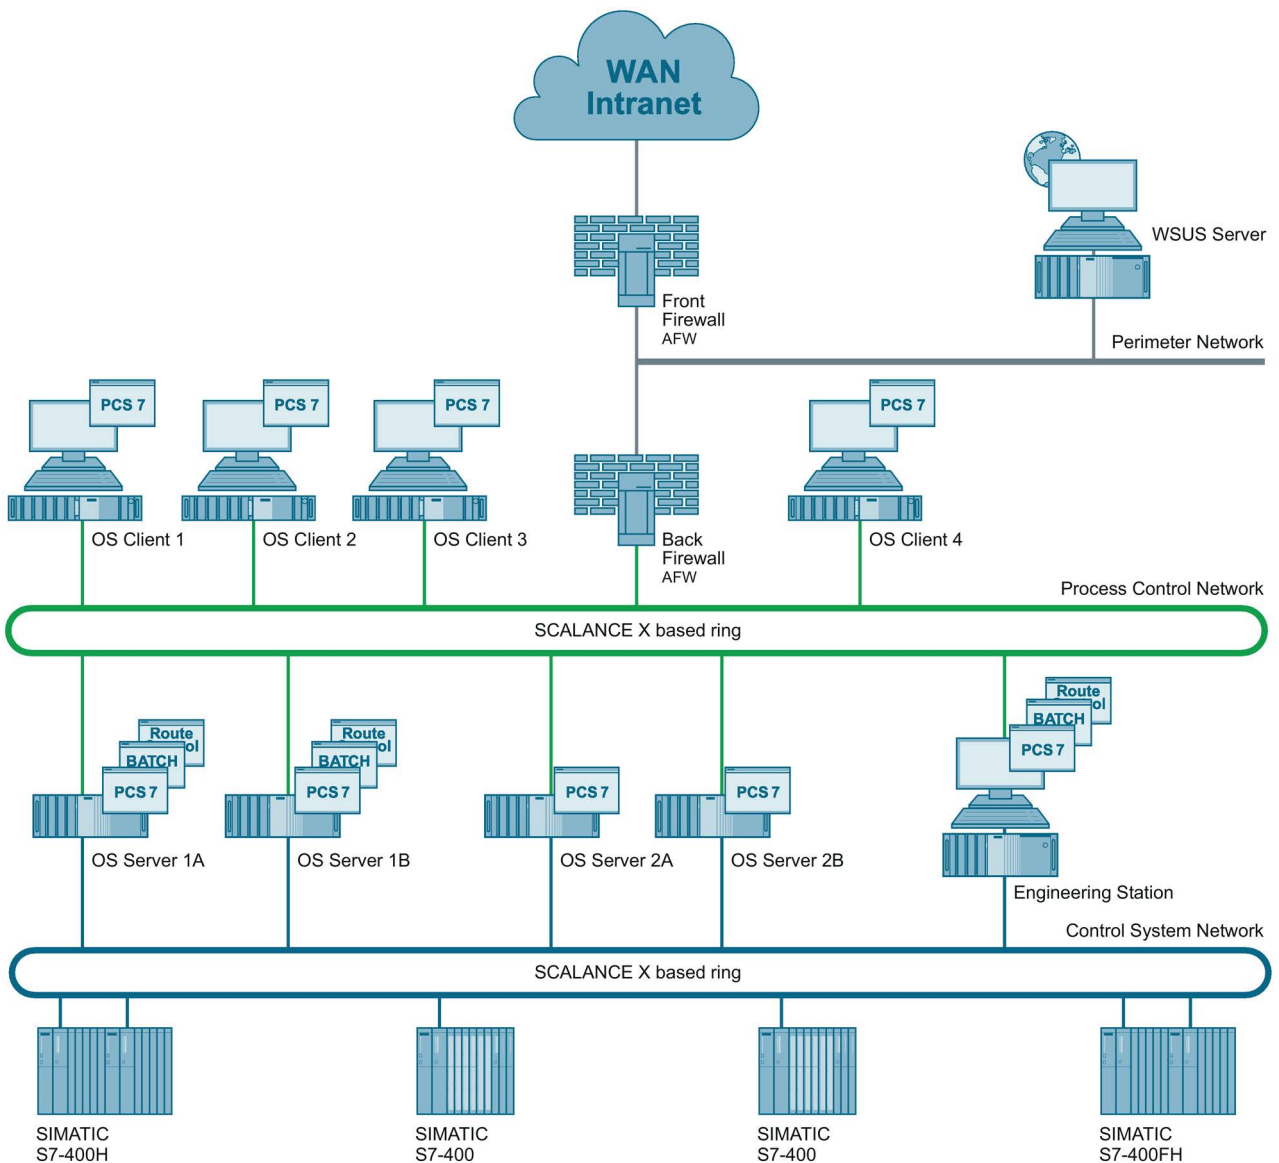 WAN
Intranet
WSUS Server
Front
Firewall
AFW
Perimeter Network
PCS 7
PCS 7
PCS 7
PCS 7
OS Client 1
OS Client 2
OS Client 3
Back
Firewall
AFW
OS Client 4
Process Control Network
SCALANCE X based ring
Route
ol
BATCH
PCS 7
Route
ol
BATCH
PCS 7
PCS 7
PCS 7
Route
ol
BATCH
PCS 7
OS Server 1A
OS Server 1B
OS Server 2A
OS Server 2B
Engineering Station
Control System Network
SCALANCE X based ring
SIMATIC
S7-400H
SIMATIC
S7-400
SIMATIC
S7-400
SIMATIC
S7-400FH